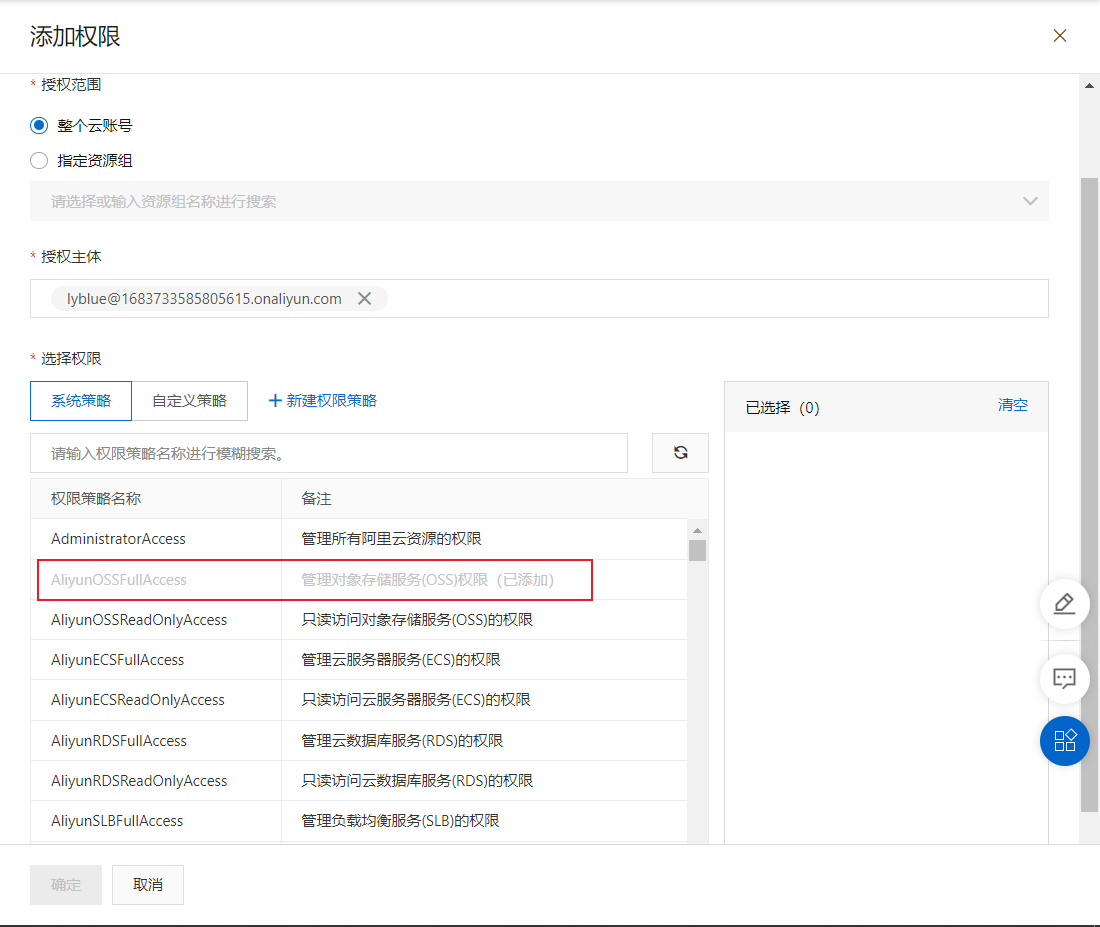 添加权限
* 授权范围
整个云账号
指定资源组
请选择或输入资源组名称进行搜索
* 授权主体
lyblue@1683733585805615.onaliyun.com
* 选择权限
系统策略 自定义策略 + 新建权限策略
已选择（0） 清空
请输入权限策略名称进行模糊搜索。
权限策略名称 备注
AdministratorAccess 管理所有阿里云资源的权限
AliyunOSSFullAccess 管理对象存储服务(OSS)权限（已添加）
AliyunOSSReadOnlyAccess 只读访问对象存储服务(OSS)的权限
AliyunECSFullAccess 管理云服务器服务(ECS)的权限
AliyunECSReadOnlyAccess 只读访问云服务器服务(ECS)的权限
AliyunRDSFullAccess 管理云数据库服务(RDS)的权限
AliyunRDSReadOnlyAccess 只读访问云数据库服务(RDS)的权限
AliyunSLBFullAccess 管理负载均衡服务(SLB)的权限
确定 取消